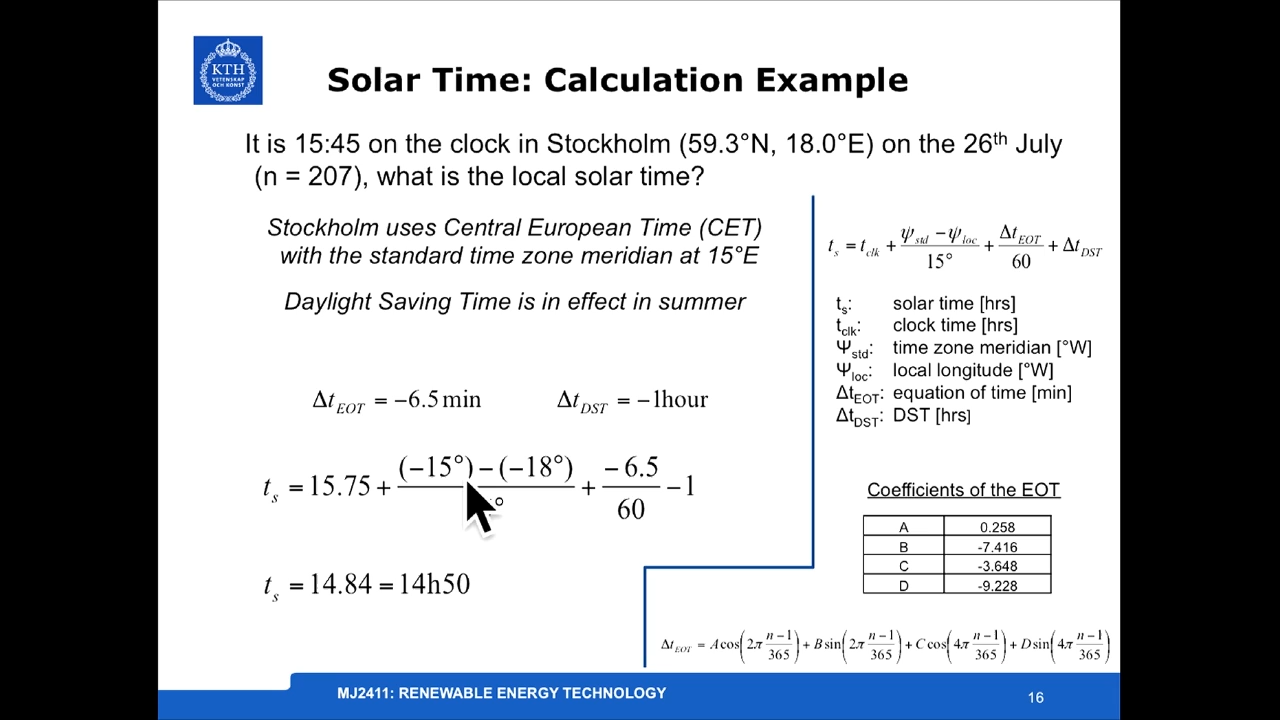 KTH
VETENSKAP
OCH KONST
Solar Time: Calculation Example
It is 15:45 on the clock in Stockholm (59.3°N, 18.0°E) on the 26th July
(n = 207), what is the local solar time?
Stockholm uses Central European Time (CET)
with the standard time zone meridian at 15°E
Daylight Saving Time is in effect in summer
Δt_EOT = −6.5 min Δt_DST = −1hour
t_s = 15.75 + ((−15°) − (−18°)) / ° + (−6.5) / 60 − 1
t_s = 14.84 = 14h50
t_s = t_clk + (ψ_std − ψ_loc) / 15° + Δt_EOT / 60 + Δt_DST
t_s: solar time [hrs]
t_clk: clock time [hrs]
Ψ_std: time zone meridian [°W]
Ψ_loc: local longitude [°W]
Δt_EOT: equation of time [min]
Δt_DST: DST [hrs]
Coefficients of the EOT
A 0.258
B -7.416
C -3.648
D -9.228
Δt_EOT = A cos(2π (n−1)/365) + B sin(2π (n−1)/365) + C cos(4π (n−1)/365) + D sin(4π (n−1)/365)
MJ2411: RENEWABLE ENERGY TECHNOLOGY
16